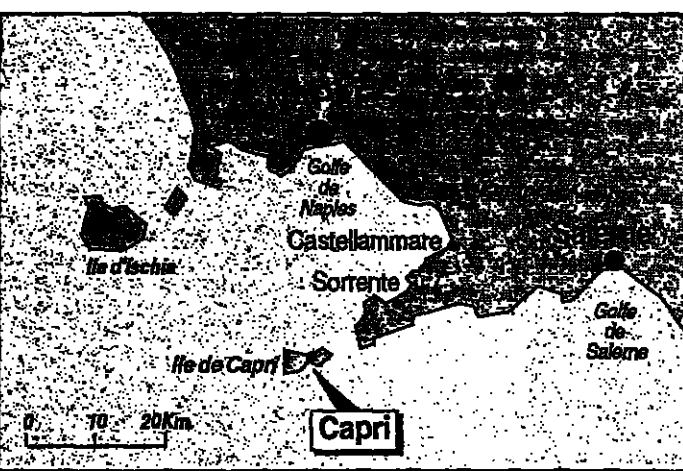 Golfe
de
Naples
Castellammare
Ile d'Ischia
Sorrente
Golfe
de
Salerne
Ile de Capri
0 10 20Km.
Capri